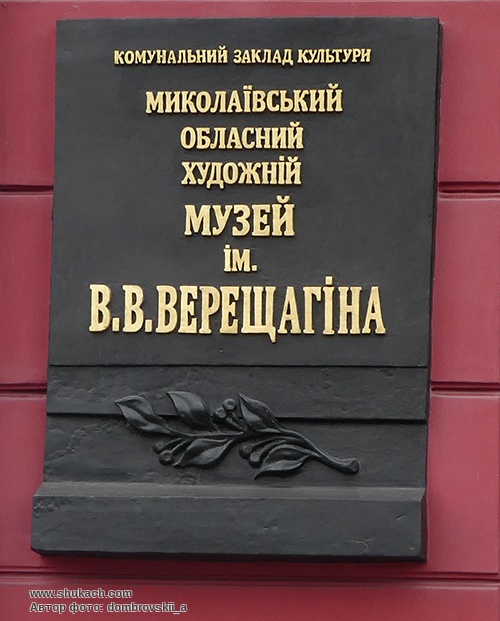 КОМУНАЛЬНИЙ ЗАКЛАД КУЛЬТУРИ
МИКОЛАЇВСЬКИЙ
ОБЛАСНИЙ
ХУДОЖНІЙ
МУЗЕЙ
ІМ.
В.В.ВЕРЕЩАГІНА
www.shukach.com
Автор фото: dombrovskii_a